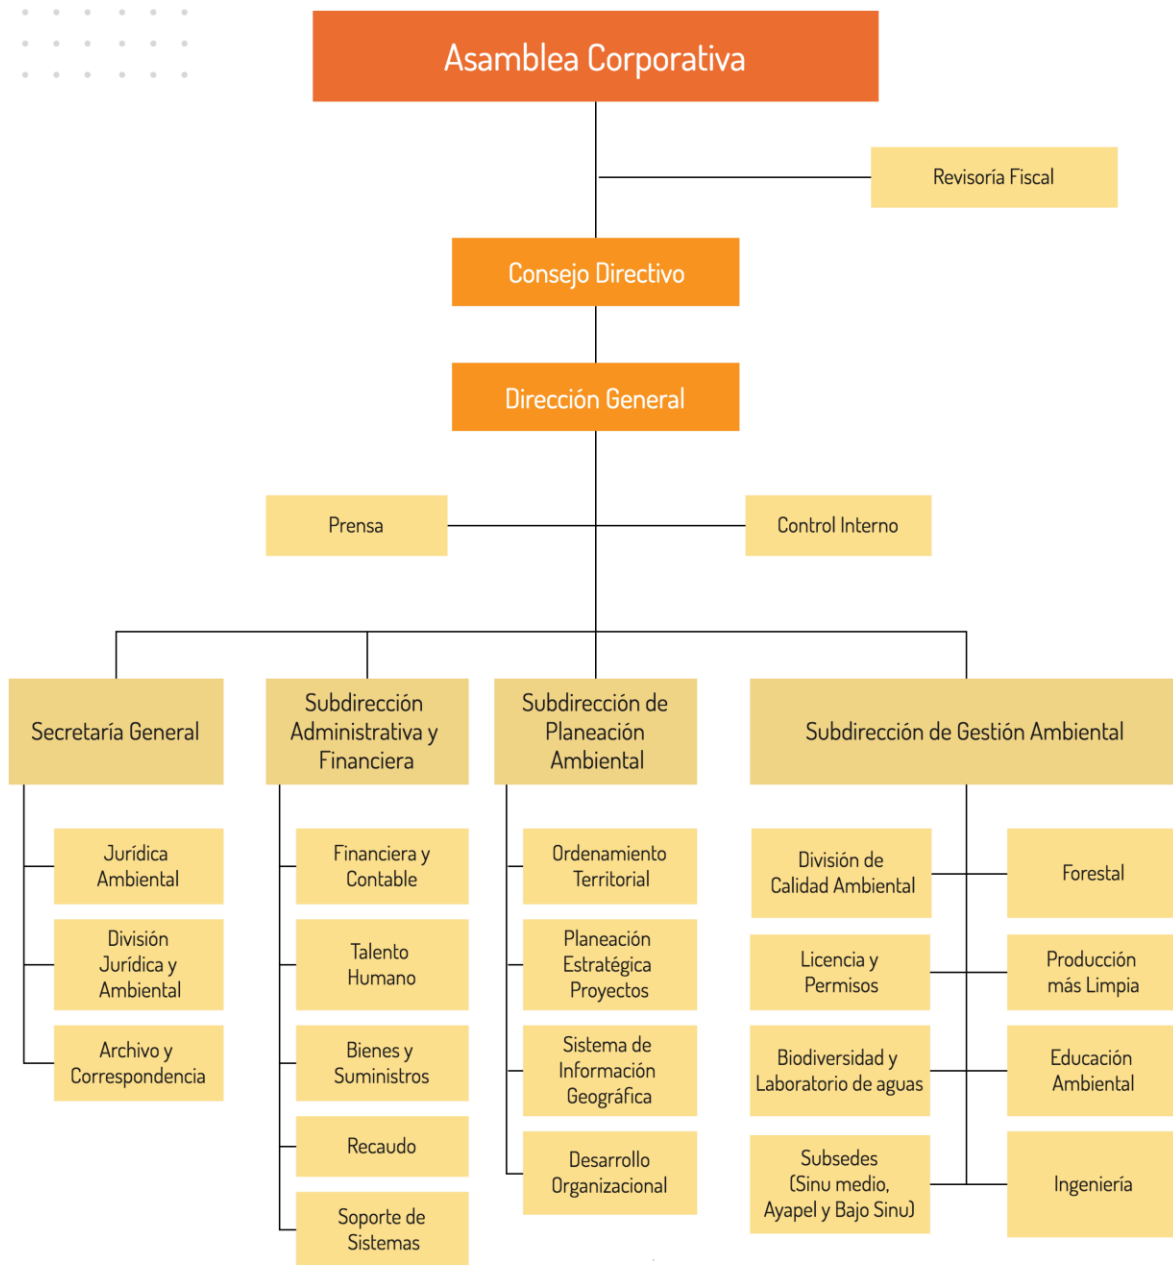 Asamblea Corporativa
Revisoría Fiscal
Consejo Directivo
Dirección General
Prensa
Control Interno
Secretaría General
Jurídica
Ambiental
División
Jurídica y
Ambiental
Archivo y
Correspondencia
Subdirección
Administrativa y
Financiera
Financiera y
Contable
Talento
Humano
Bienes y
Suministros
Recaudo
Soporte de
Sistemas
Subdirección de
Planeación
Ambiental
Ordenamiento
Territorial
Planeación
Estratégica
Proyectos
Sistema de
Información
Geográfica
Desarrollo
Organizacional
Subdirección de Gestión Ambiental
División de
Calidad Ambiental
Licencia y
Permisos
Biodiversidad y
Laboratorio de aguas
Subsedes
(Sinu medio,
Ayapel y Bajo Sinu)
Forestal
Producción
más Limpia
Educación
Ambiental
Ingeniería